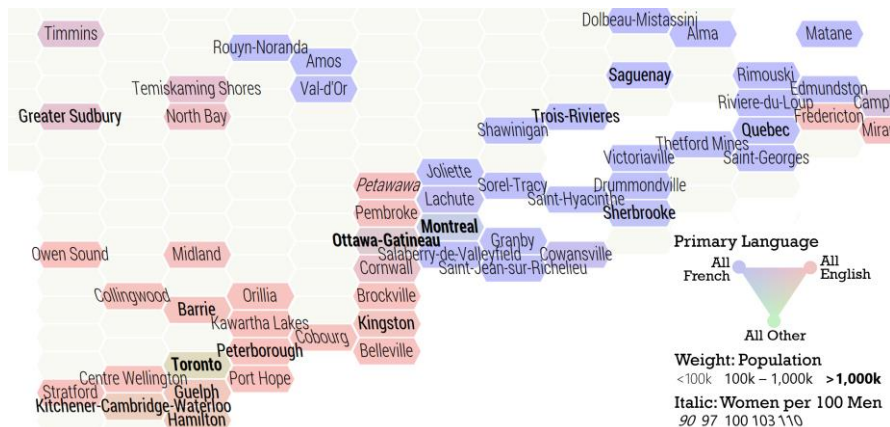 Dolbeau-Mistassini
Timmins
Alma
Matane
Rouyn-Noranda
Amos
Saguenay
Rimouski
Temiskaming Shores
Val-d'Or
Edmundston
Riviere-du-Loup
Greater Sudbury
North Bay
Trois-Rivieres
Fredericton
Shawinigan
Quebec
Thetford Mines
Victoriaville
Saint-Georges
Joliette
Petawawa
Sorel-Tracy
Drummondville
Lachute
Saint-Hyacinthe
Pembroke
Sherbrooke
Montreal
Ottawa-Gatineau
Granby
Owen Sound
Midland
Salaberry-de-Valleyfield
Cowansville
Cornwall
Saint-Jean-sur-Richelieu
Collingwood
Orillia
Brockville
Barrie
Kawartha Lakes
Kingston
Cobourg
Peterborough
Belleville
Toronto
Centre Wellington
Port Hope
Stratford
Guelph
Kitchener-Cambridge-Waterloo
Hamilton
Primary Language
All French
All English
All Other
Weight: Population
<100k 100k – 1,000k >1,000k
Italic: Women per 100 Men
90 97 100 103 110